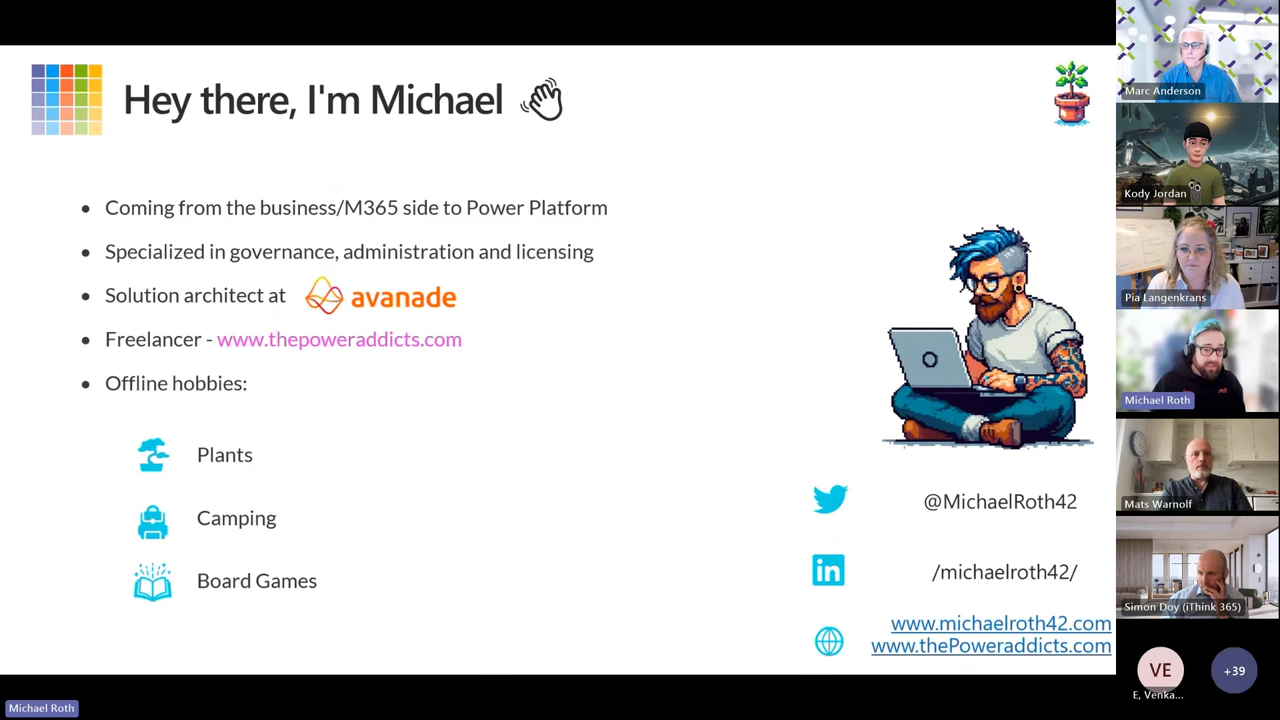 Hey there, I'm Michael
Coming from the business/M365 side to Power Platform
Specialized in governance, administration and licensing
Solution architect at avanade
Freelancer - www.thepoweraddicts.com
Offline hobbies:
Plants
Camping
Board Games
@MichaelRoth42
in
/michaelroth42/
www.michaelroth42.com
www.thePoweraddicts.com
Marc Anderson
Kody Jordan
Pia Langenkrans
Michael Roth
Mats Warnolf
Simon Doy (iThink 365)
VE
+39
E, Venka...
Michael Roth